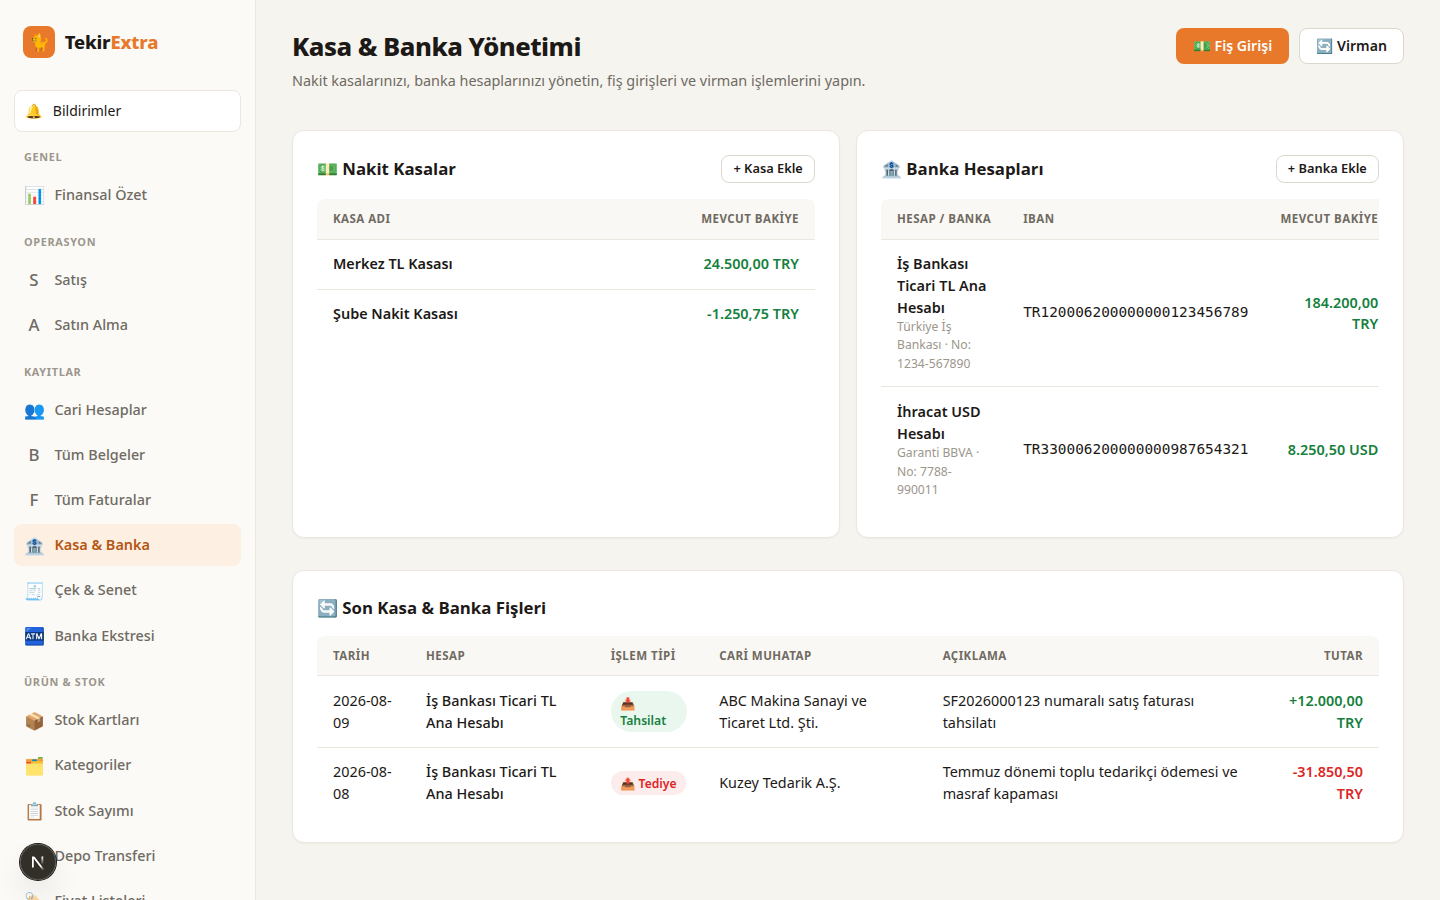 TekirExtra
Bildirimler
GENEL
Finansal Özet
OPERASYON
S Satış
A Satın Alma
KAYITLAR
Cari Hesaplar
B Tüm Belgeler
F Tüm Faturalar
Kasa & Banka
Çek & Senet
ATM Banka Ekstresi
ÜRÜN & STOK
Stok Kartları
Kategoriler
Stok Sayımı
N Depo Transferi
Fiyat Listeleri
Kasa & Banka Yönetimi
Nakit kasalarınızı, banka hesaplarınızı yönetin, fiş girişleri ve virman işlemlerini yapın.
Fiş Girişi
Virman
Nakit Kasalar
+ Kasa Ekle
KASA ADI MEVCUT BAKİYE
Merkez TL Kasası 24.500,00 TRY
Şube Nakit Kasası -1.250,75 TRY
Banka Hesapları
+ Banka Ekle
HESAP / BANKA IBAN MEVCUT BAKİYE
İş Bankası
Ticari TL Ana
Hesabı
Türkiye İş
Bankası · No:
1234-567890
TR120006200000000123456789
184.200,00
TRY
İhracat USD
Hesabı
Garanti BBVA ·
No: 7788-
990011
TR330006200000000987654321
8.250,50 USD
Son Kasa & Banka Fişleri
TARİH HESAP İŞLEM TİPİ CARİ MUHATAP AÇIKLAMA TUTAR
2026-08-
09
İş Bankası Ticari TL
Ana Hesabı
Tahsilat
ABC Makina Sanayi ve
Ticaret Ltd. Şti.
SF2026000123 numaralı satış faturası
tahsilatı
+12.000,00
TRY
2026-08-
08
İş Bankası Ticari TL
Ana Hesabı
Tediye
Kuzey Tedarik A.Ş.
Temmuz dönemi toplu tedarikçi ödemesi ve
masraf kapaması
-31.850,50
TRY